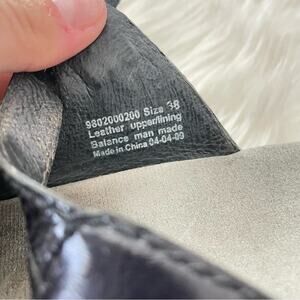 9802000200 Size 38
Leather upper/lining
Balance man made
Made in China 04-04-09